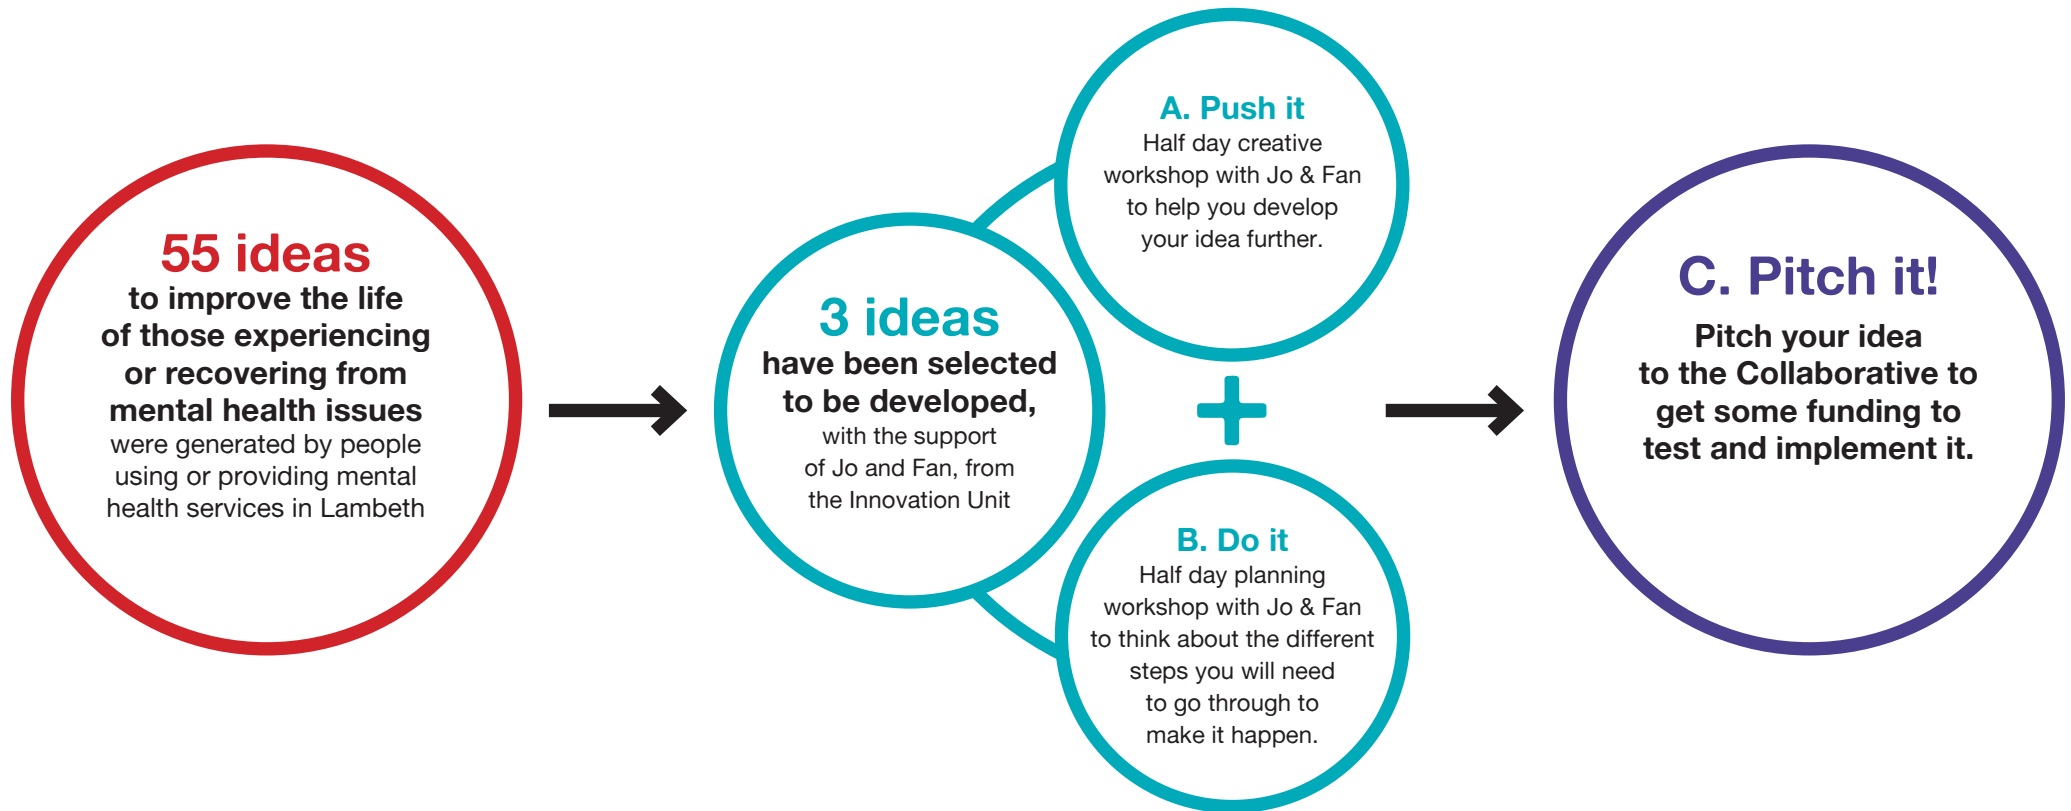 55 ideas
to improve the life
of those experiencing
or recovering from
mental health issues
were generated by people
using or providing mental
health services in Lambeth
3 ideas
have been selected
to be developed,
with the support
of Jo and Fan, from
the Innovation Unit
A. Push it
Half day creative
workshop with Jo & Fan
to help you develop
your idea further.
+
B. Do it
Half day planning
workshop with Jo & Fan
to think about the different
steps you will need
to go through to
make it happen.
C. Pitch it!
Pitch your idea
to the Collaborative to
get some funding to
test and implement it.